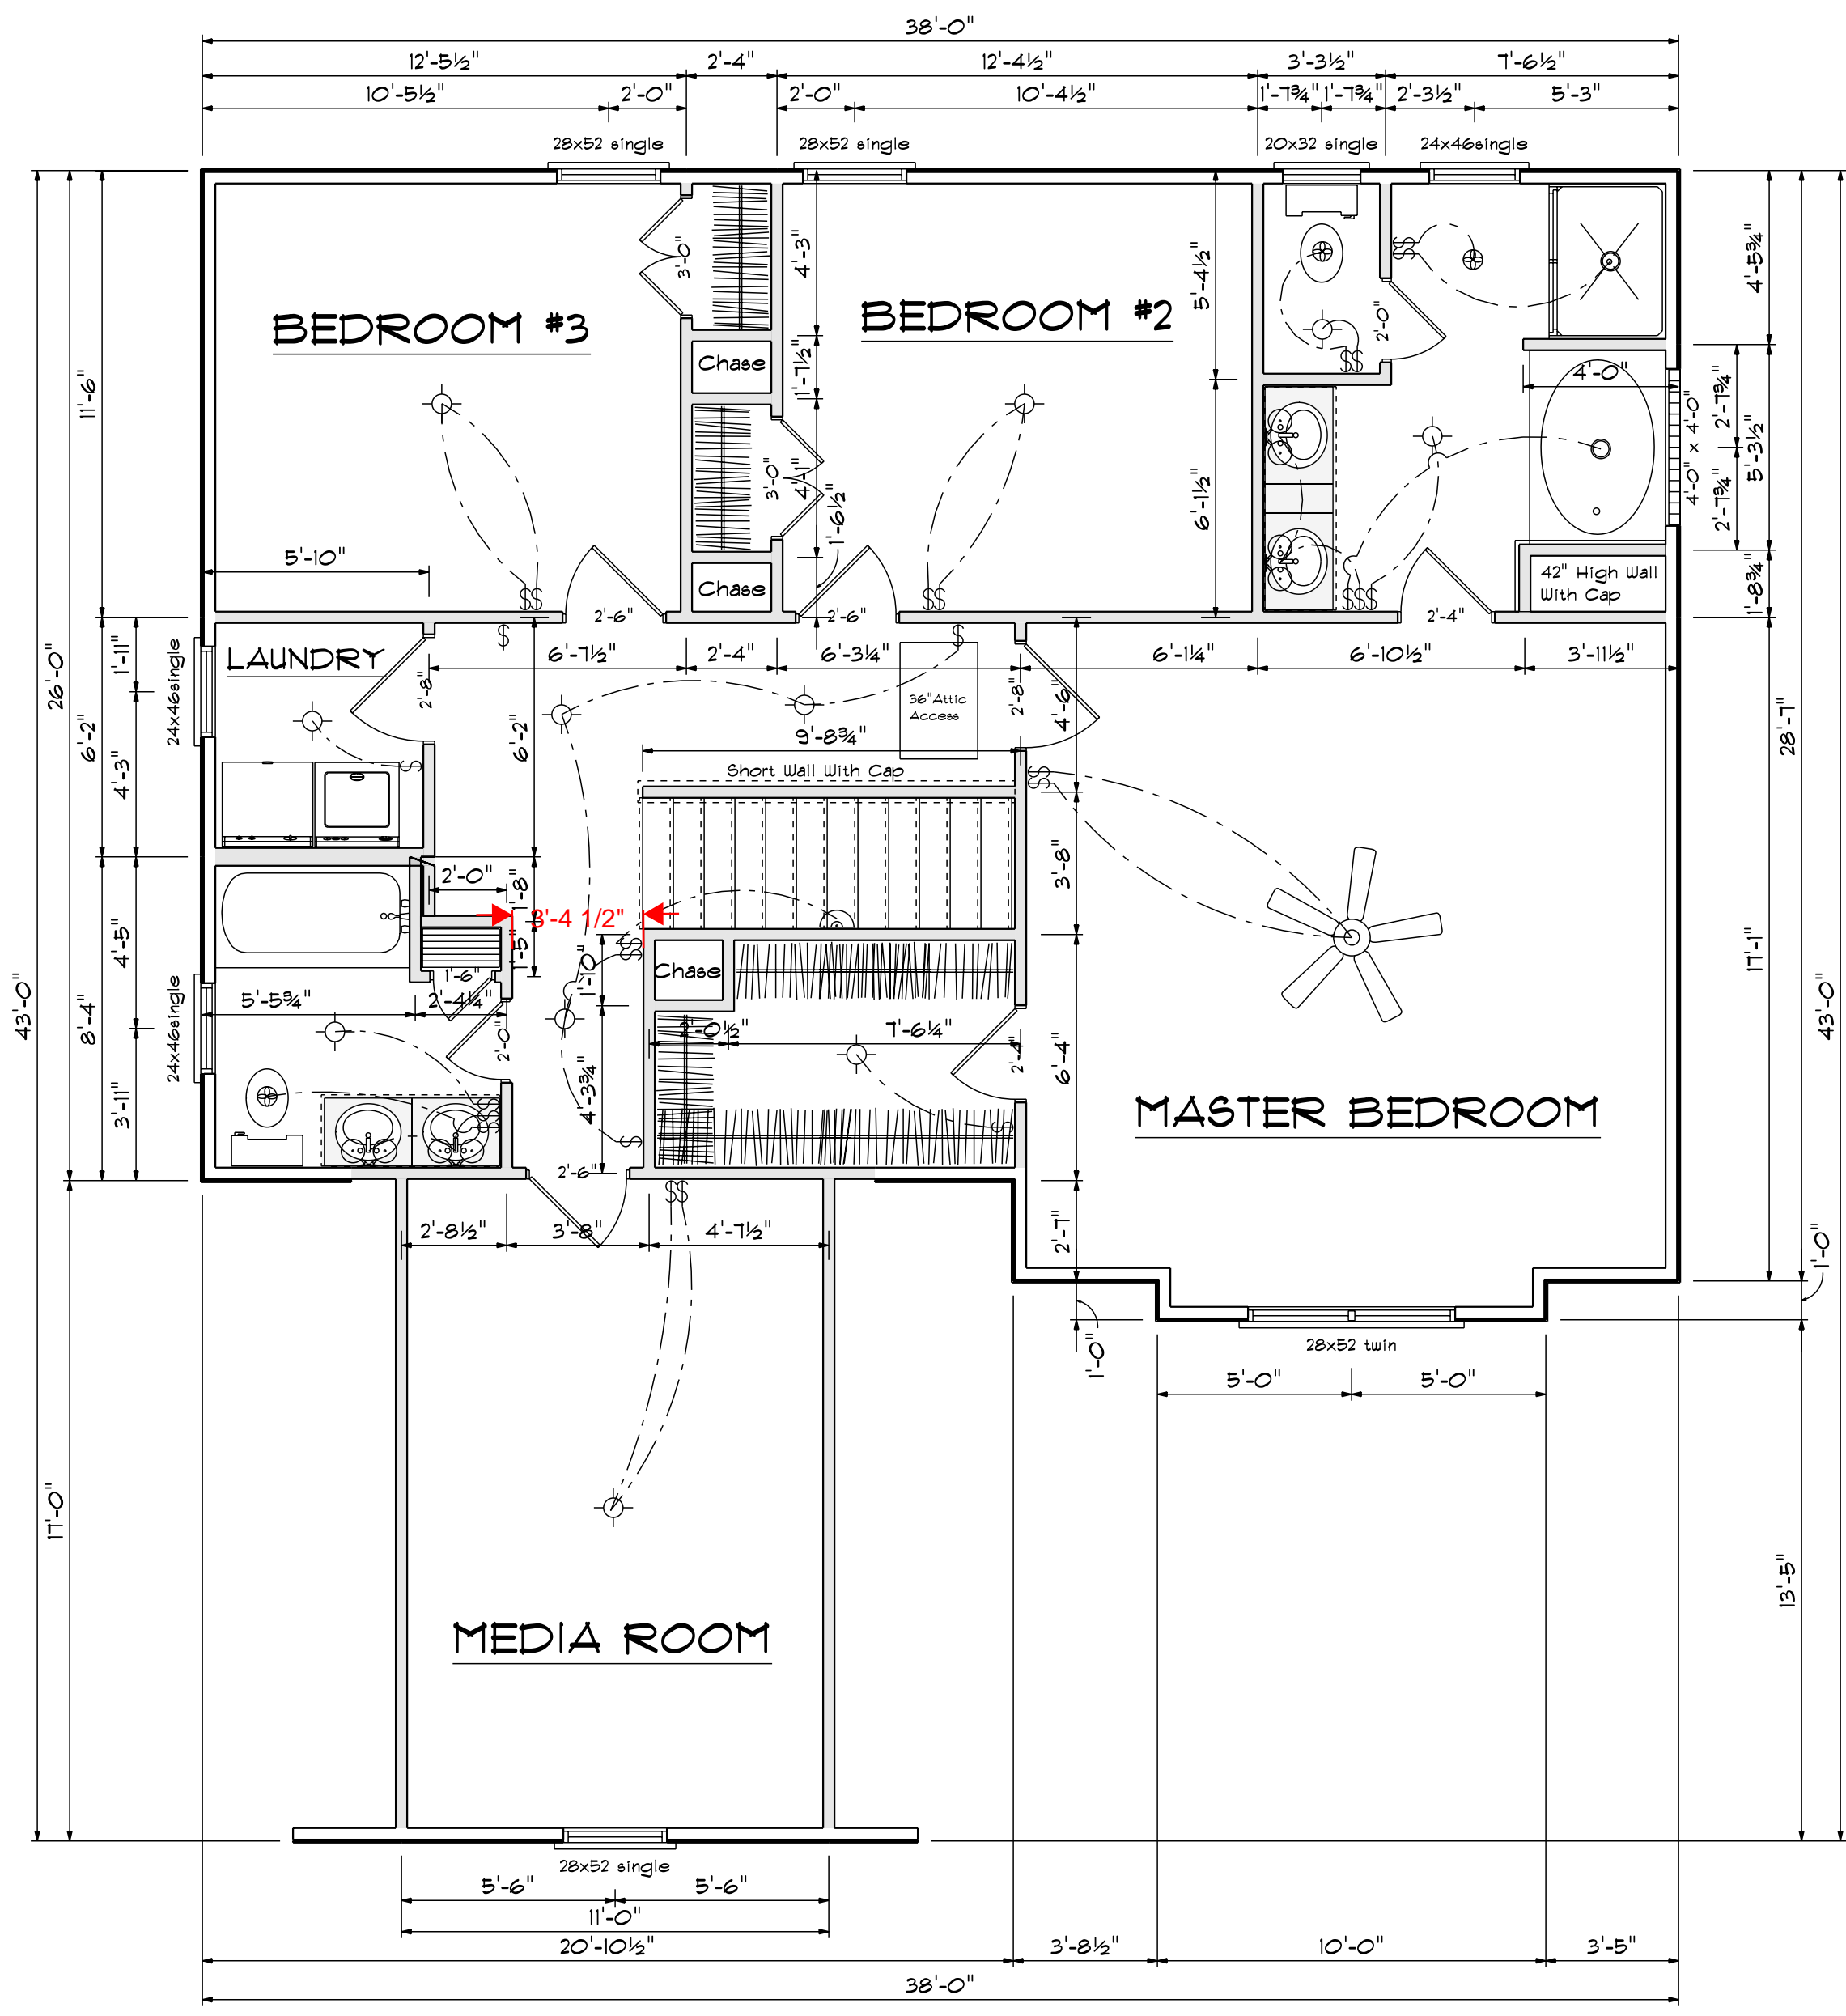 38'-0"
12'-5½" 2'-4" 12'-4½" 3'-3½" 7'-6½"
10'-5½" 2'-0" 2'-0" 10'-4½" 1'-7¾" 1'-7¾" 2'-3½" 5'-3"
28x52 single 28x52 single 20x32 single 24x46single
3'-0" 4'-3" 5'-4½" 4'-5¾"
BEDROOM #3 BEDROOM #2
2'-0"
Chase 1'-7½"
11'-6" 4'-0" 2'-7¾"
4'-0" x 4'-0" 5'-3½"
3'-0" 4'-1" 6'-1½" 2'-7¾"
1'-6½"
5'-10"
Chase 42" High Wall
With Cap 1'-8¾"
$$ $$ $$$
2'-6" 2'-6" 2'-4"
$ $
LAUNDRY 6'-7½" 2'-4" 6'-3¼" 6'-1¼" 6'-10½" 3'-11½"
26'-0" 1'-11" 24x46single 2'-8" 36"Attic
Access 2'-8" 4'-6" 28'-7"
6'-2" 6'-2" 9'-8¾"
4'-3" $ Short Wall With Cap $$
2'-0" 1'-8" 3'-8"
3'-4 1/2"
4'-5" 1'-5" 1'-10" $$ 17'-1"
Chase
1'-6"
43'-0" 8'-4" 24x46single 5'-5¾" 2'-4¼" 2'-0½" 7'-6¼" 43'-0"
2'-0" 2'-4" 6'-4"
3'-11" 4'-3¾" MASTER BEDROOM
$$ $ $
2'-6"
$$
2'-8½" 3'-8" 4'-7½" 2'-7" 1'-0"
1'-0" 28x52 twin
5'-0" 5'-0"
17'-0" 13'-5"
MEDIA ROOM
28x52 single
5'-6" 5'-6"
11'-0"
20'-10½" 3'-8½" 10'-0" 3'-5"
38'-0"